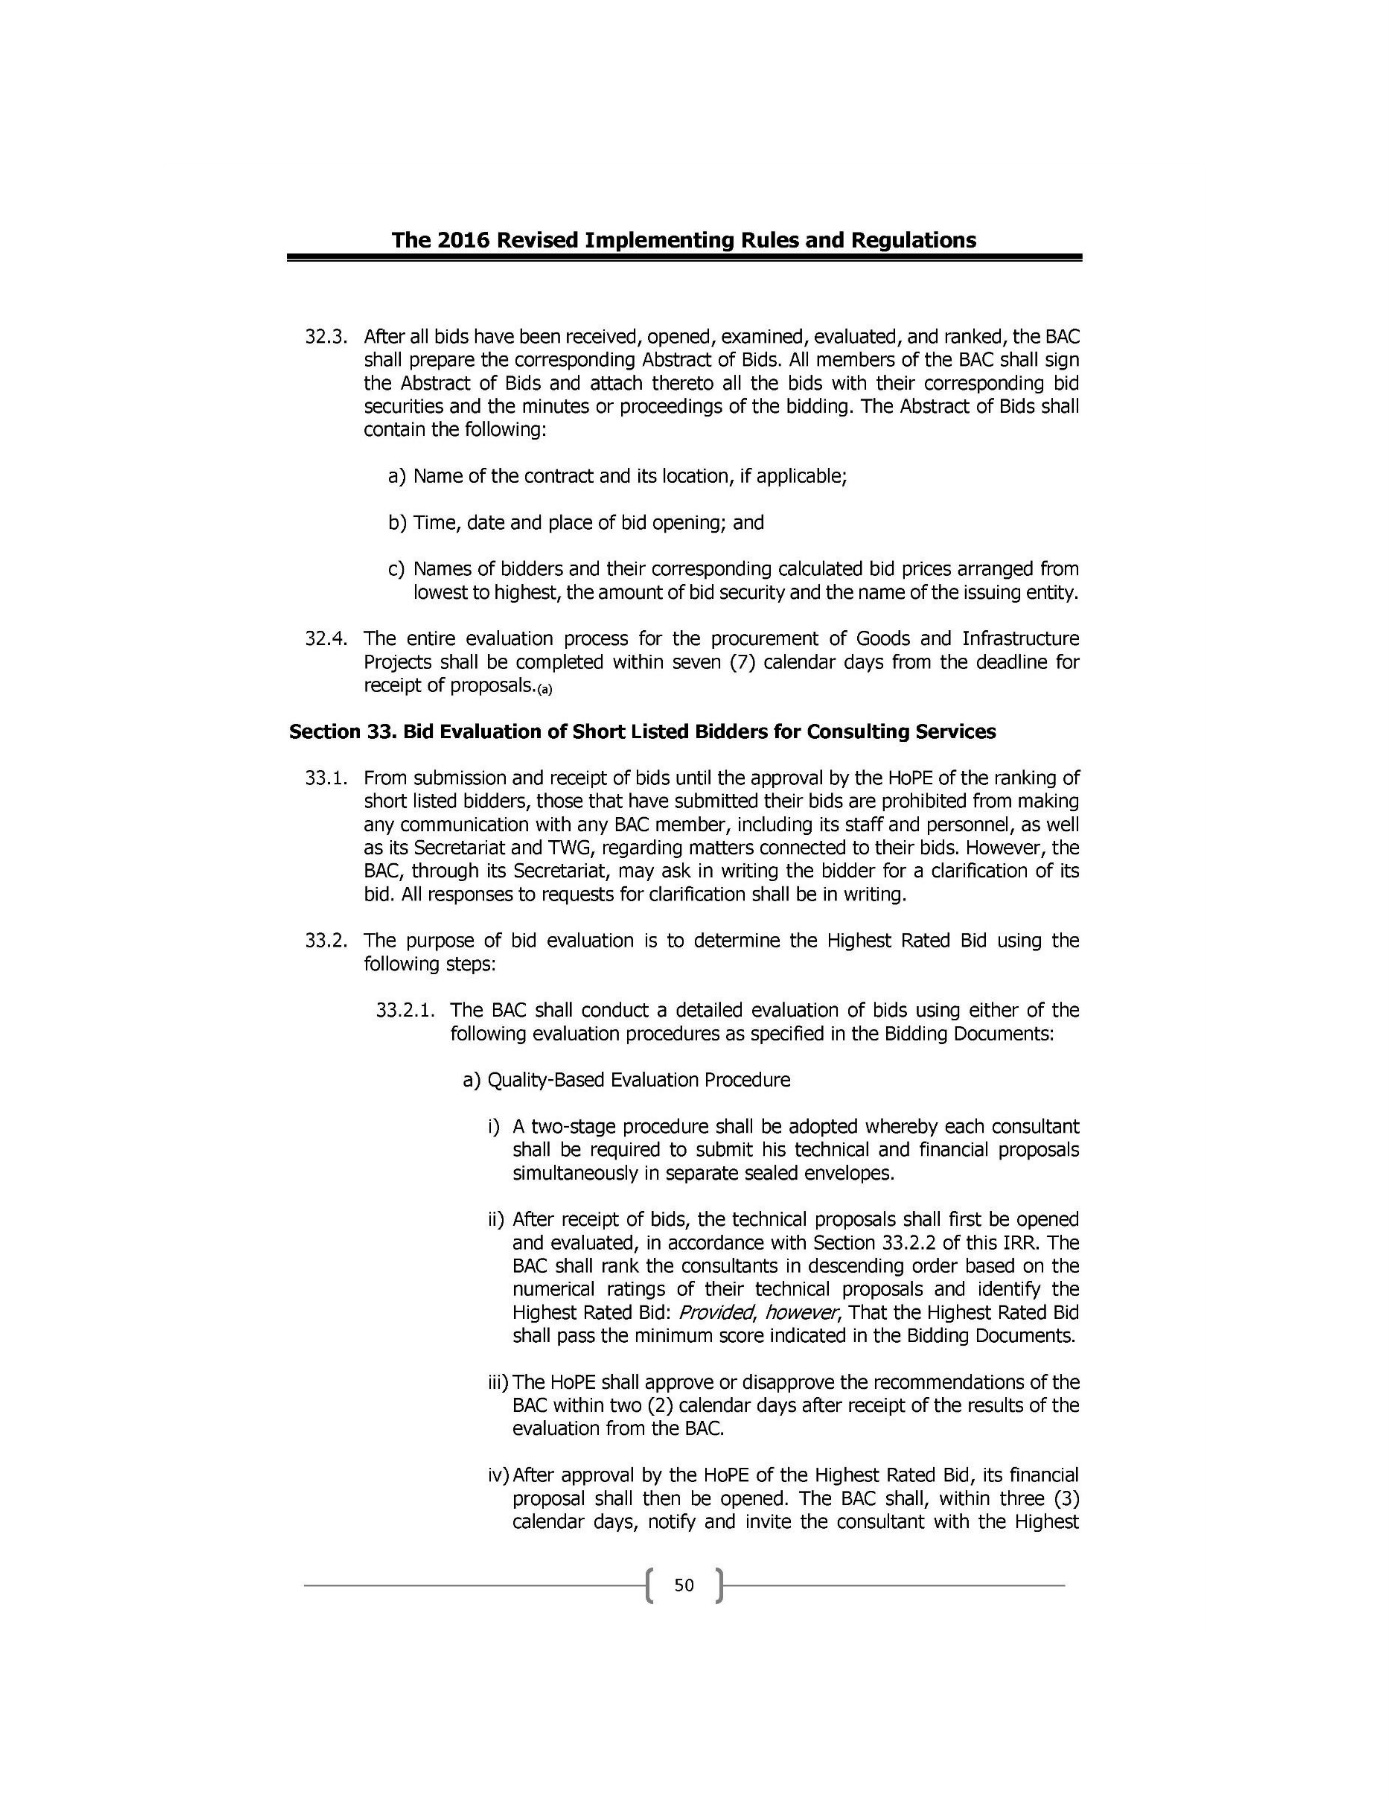 The 2016 Revised Implementing Rules and Regulations
32.3. After all bids have been received, opened, examined, evaluated, and ranked, the BAC
shall prepare the corresponding Abstract of Bids. All members of the BAC shall sign
the Abstract of Bids and attach thereto all the bids with their corresponding bid
securities and the minutes or proceedings of the bidding. The Abstract of Bids shall
contain the following:
a) Name of the contract and its location, if applicable;
b) Time, date and place of bid opening; and
c) Names of bidders and their corresponding calculated bid prices arranged from
lowest to highest, the amount of bid security and the name of the issuing entity.
32.4. The entire evaluation process for the procurement of Goods and Infrastructure
Projects shall be completed within seven (7) calendar days from the deadline for
receipt of proposals.(a)
Section 33. Bid Evaluation of Short Listed Bidders for Consulting Services
33.1. From submission and receipt of bids until the approval by the HoPE of the ranking of
short listed bidders, those that have submitted their bids are prohibited from making
any communication with any BAC member, including its staff and personnel, as well
as its Secretariat and TWG, regarding matters connected to their bids. However, the
BAC, through its Secretariat, may ask in writing the bidder for a clarification of its
bid. All responses to requests for clarification shall be in writing.
33.2. The purpose of bid evaluation is to determine the Highest Rated Bid using the
following steps:
33.2.1. The BAC shall conduct a detailed evaluation of bids using either of the
following evaluation procedures as specified in the Bidding Documents:
a) Quality-Based Evaluation Procedure
i) A two-stage procedure shall be adopted whereby each consultant
shall be required to submit his technical and financial proposals
simultaneously in separate sealed envelopes.
ii) After receipt of bids, the technical proposals shall first be opened
and evaluated, in accordance with Section 33.2.2 of this IRR. The
BAC shall rank the consultants in descending order based on the
numerical ratings of their technical proposals and identify the
Highest Rated Bid: Provided, however, That the Highest Rated Bid
shall pass the minimum score indicated in the Bidding Documents.
iii) The HoPE shall approve or disapprove the recommendations of the
BAC within two (2) calendar days after receipt of the results of the
evaluation from the BAC.
iv) After approval by the HoPE of the Highest Rated Bid, its financial
proposal shall then be opened. The BAC shall, within three (3)
calendar days, notify and invite the consultant with the Highest
50